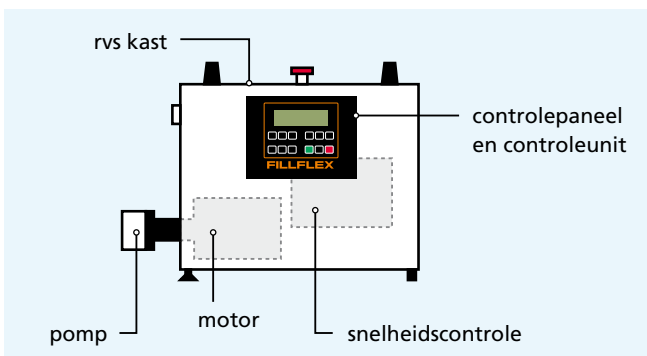 rvs kast
controlepaneel
en controleunit
FILLFLEX
pomp
motor
snelheidscontrole